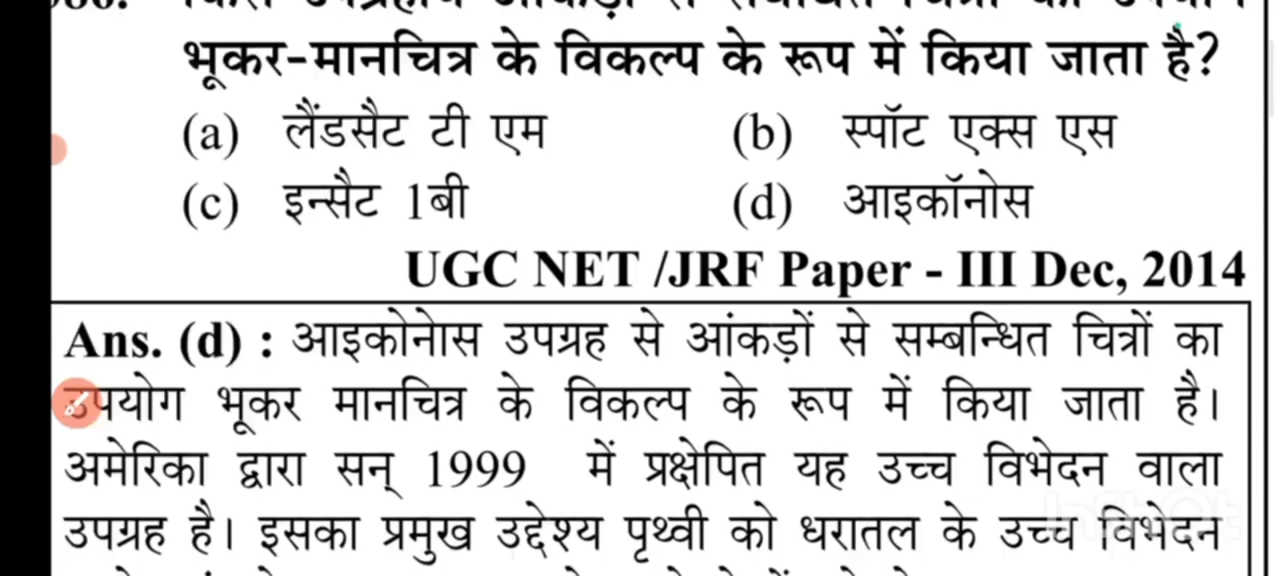 भूकर-मानचित्र के विकल्प के रूप में किया जाता है?
(a) लैंडसैट टी एम (b) स्पॉट एक्स एस
(c) इन्सैट 1बी (d) आइकॉनोस
UGC NET /JRF Paper - III Dec, 2014
Ans. (d) : आइकोनोस उपग्रह से आंकड़ों से सम्बन्धित चित्रों का
उपयोग भूकर मानचित्र के विकल्प के रूप में किया जाता है।
अमेरिका द्वारा सन् 1999 में प्रक्षेपित यह उच्च विभेदन वाला
उपग्रह है। इसका प्रमुख उद्देश्य पृथ्वी को धरातल के उच्च विभेदन
InShOt